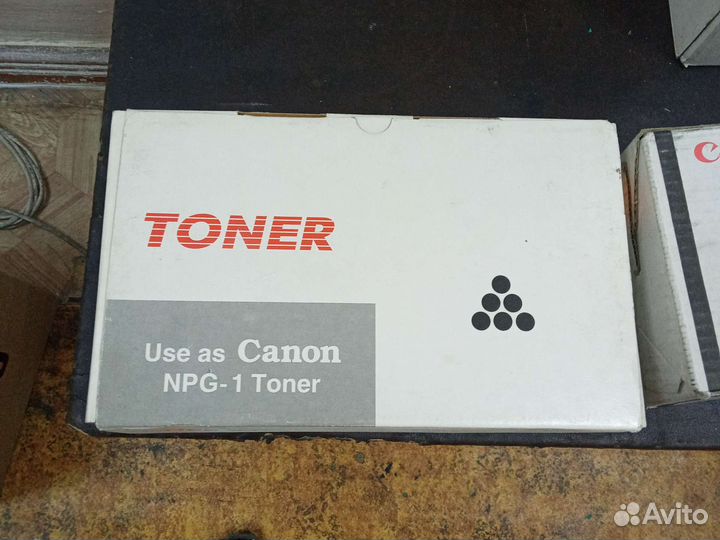 TONER
Use as Canon
NPG-1 Toner
Avito